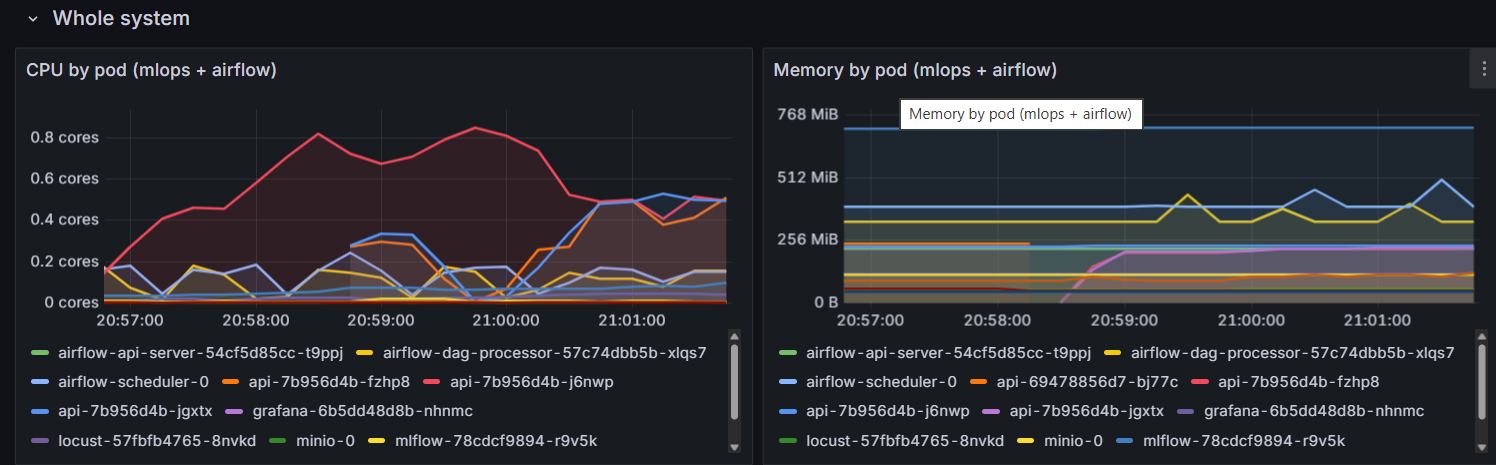 Whole system
CPU by pod (mlops + airflow)
0.8 cores
0.6 cores
0.4 cores
0.2 cores
0 cores
20:57:00 20:58:00 20:59:00 21:00:00 21:01:00
airflow-api-server-54cf5d85cc-t9ppj airflow-dag-processor-57c74dbb5b-xlqs7
airflow-scheduler-0 api-7b956d4b-fzhp8 api-7b956d4b-j6nwp
api-7b956d4b-jgxtx grafana-6b5dd48d8b-nhnmc
locust-57fbfb4765-8nvkd minio-0 mlflow-78cdcf9894-r9v5k
Memory by pod (mlops + airflow)
Memory by pod (mlops + airflow)
768 MiB
512 MiB
256 MiB
0 B
20:57:00 20:58:00 20:59:00 21:00:00 21:01:00
airflow-api-server-54cf5d85cc-t9ppj airflow-dag-processor-57c74dbb5b-xlqs7
airflow-scheduler-0 api-69478856d7-bj77c api-7b956d4b-fzhp8
api-7b956d4b-j6nwp api-7b956d4b-jgxtx grafana-6b5dd48d8b-nhnmc
locust-57fbfb4765-8nvkd minio-0 mlflow-78cdcf9894-r9v5k